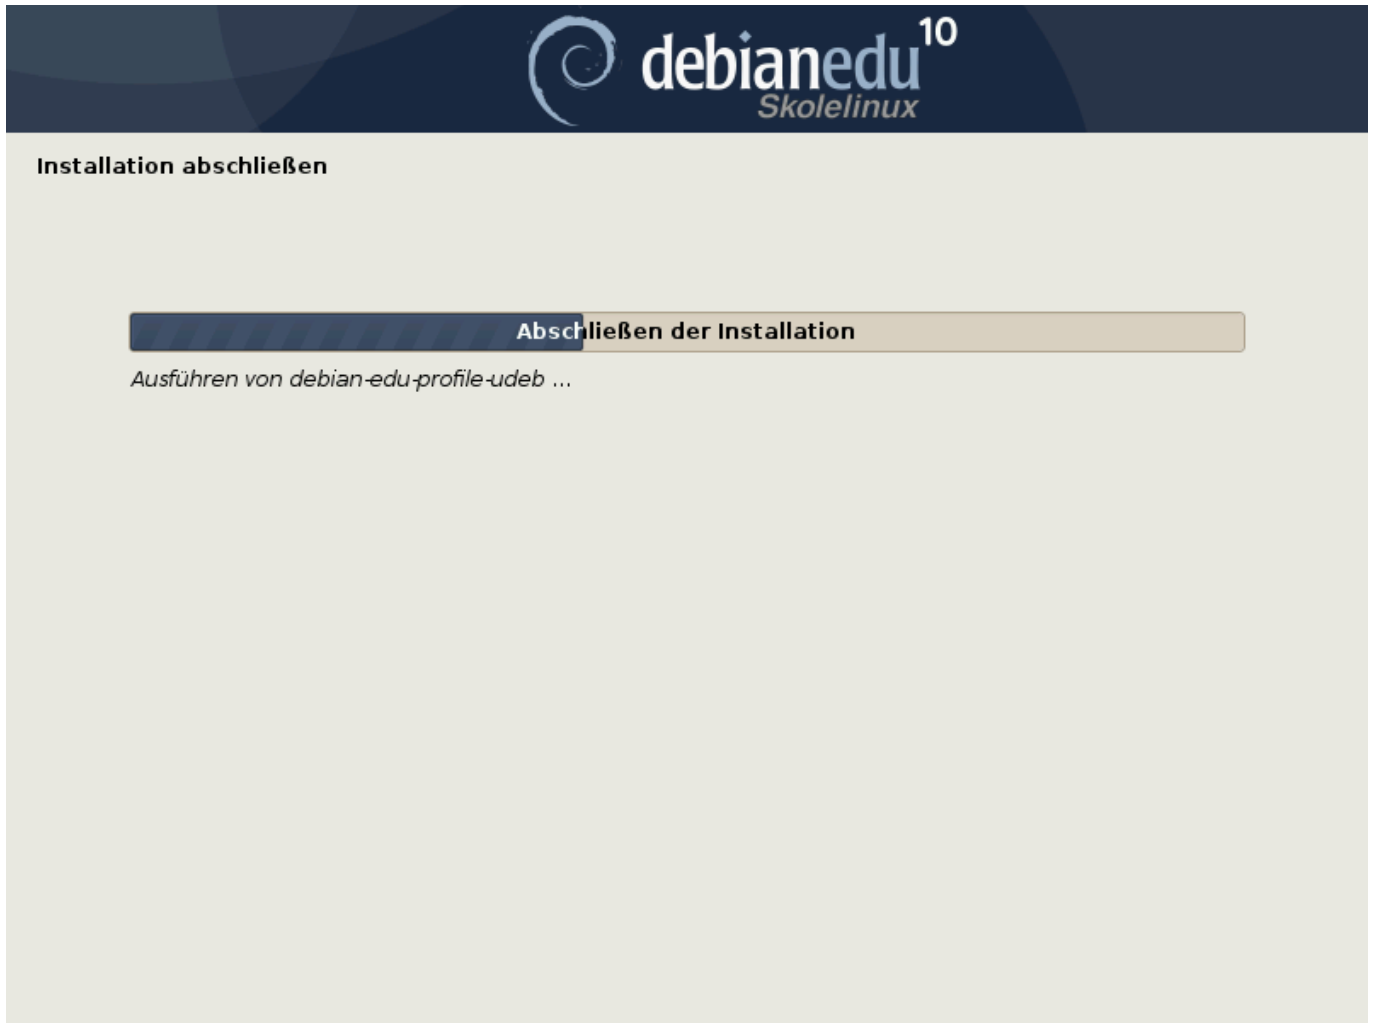 debianedu 10
Skolelinux
Installation abschließen
Abschließen der Installation
Ausführen von debian-edu-profile-udeb ...